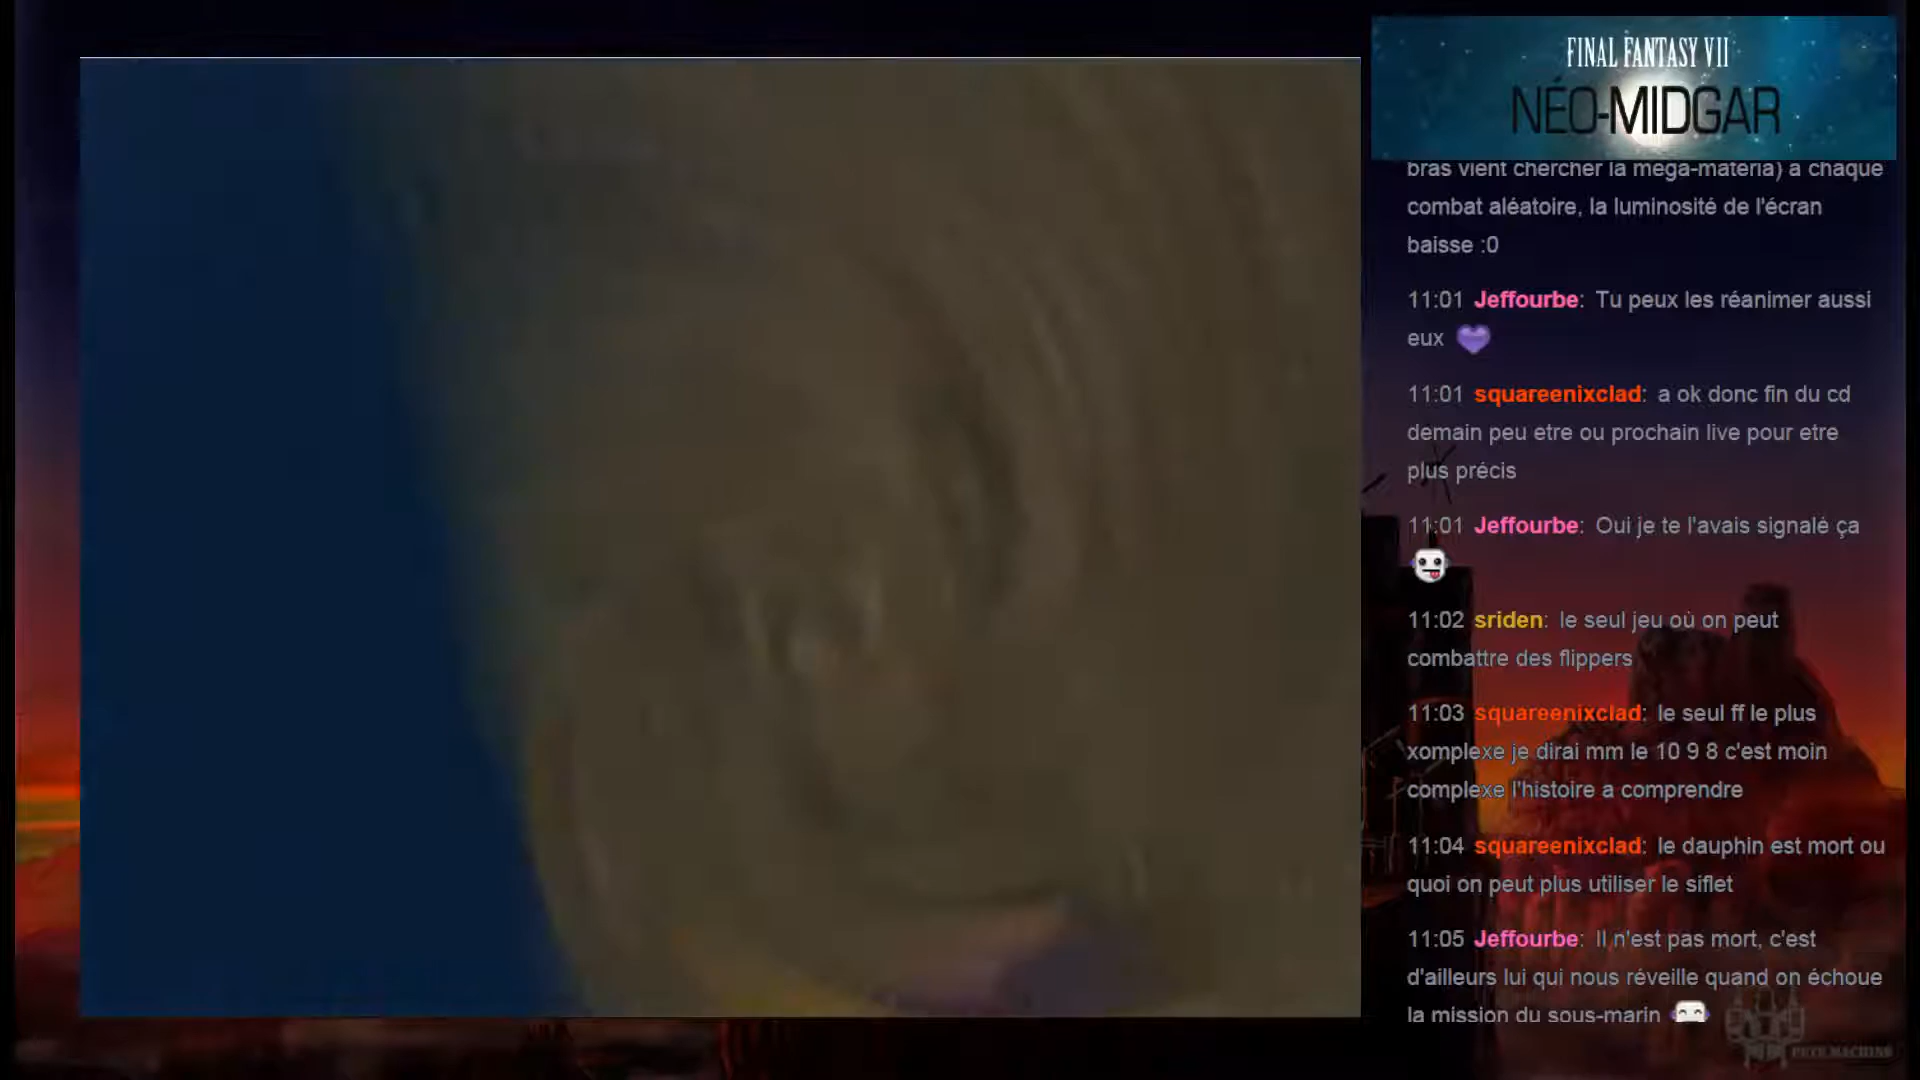 FINAL FANTASY VII
NÉO-MIDGAR
bras vient chercher la méga-matéria) a chaque
combat aléatoire, la luminosité de l'écran
baisse :0
11:01 Jeffourbe: Tu peux les réanimer aussi
eux
11:01 squareenixclad: a ok donc fin du cd
demain peu etre ou prochain live pour etre
plus précis
11:01 Jeffourbe: Oui je te l'avais signalé ça
11:02 sriden: le seul jeu où on peut
combattre des flippers
11:03 squareenixclad: le seul ff le plus
xomplexe je dirai mm le 10 9 8 c'est moin
complexe l'histoire a comprendre
11:04 squareenixclad: le dauphin est mort ou
quoi on peut plus utiliser le siflet
11:05 Jeffourbe: Il n'est pas mort, c'est
d'ailleurs lui qui nous réveille quand on échoue
la mission du sous-marin